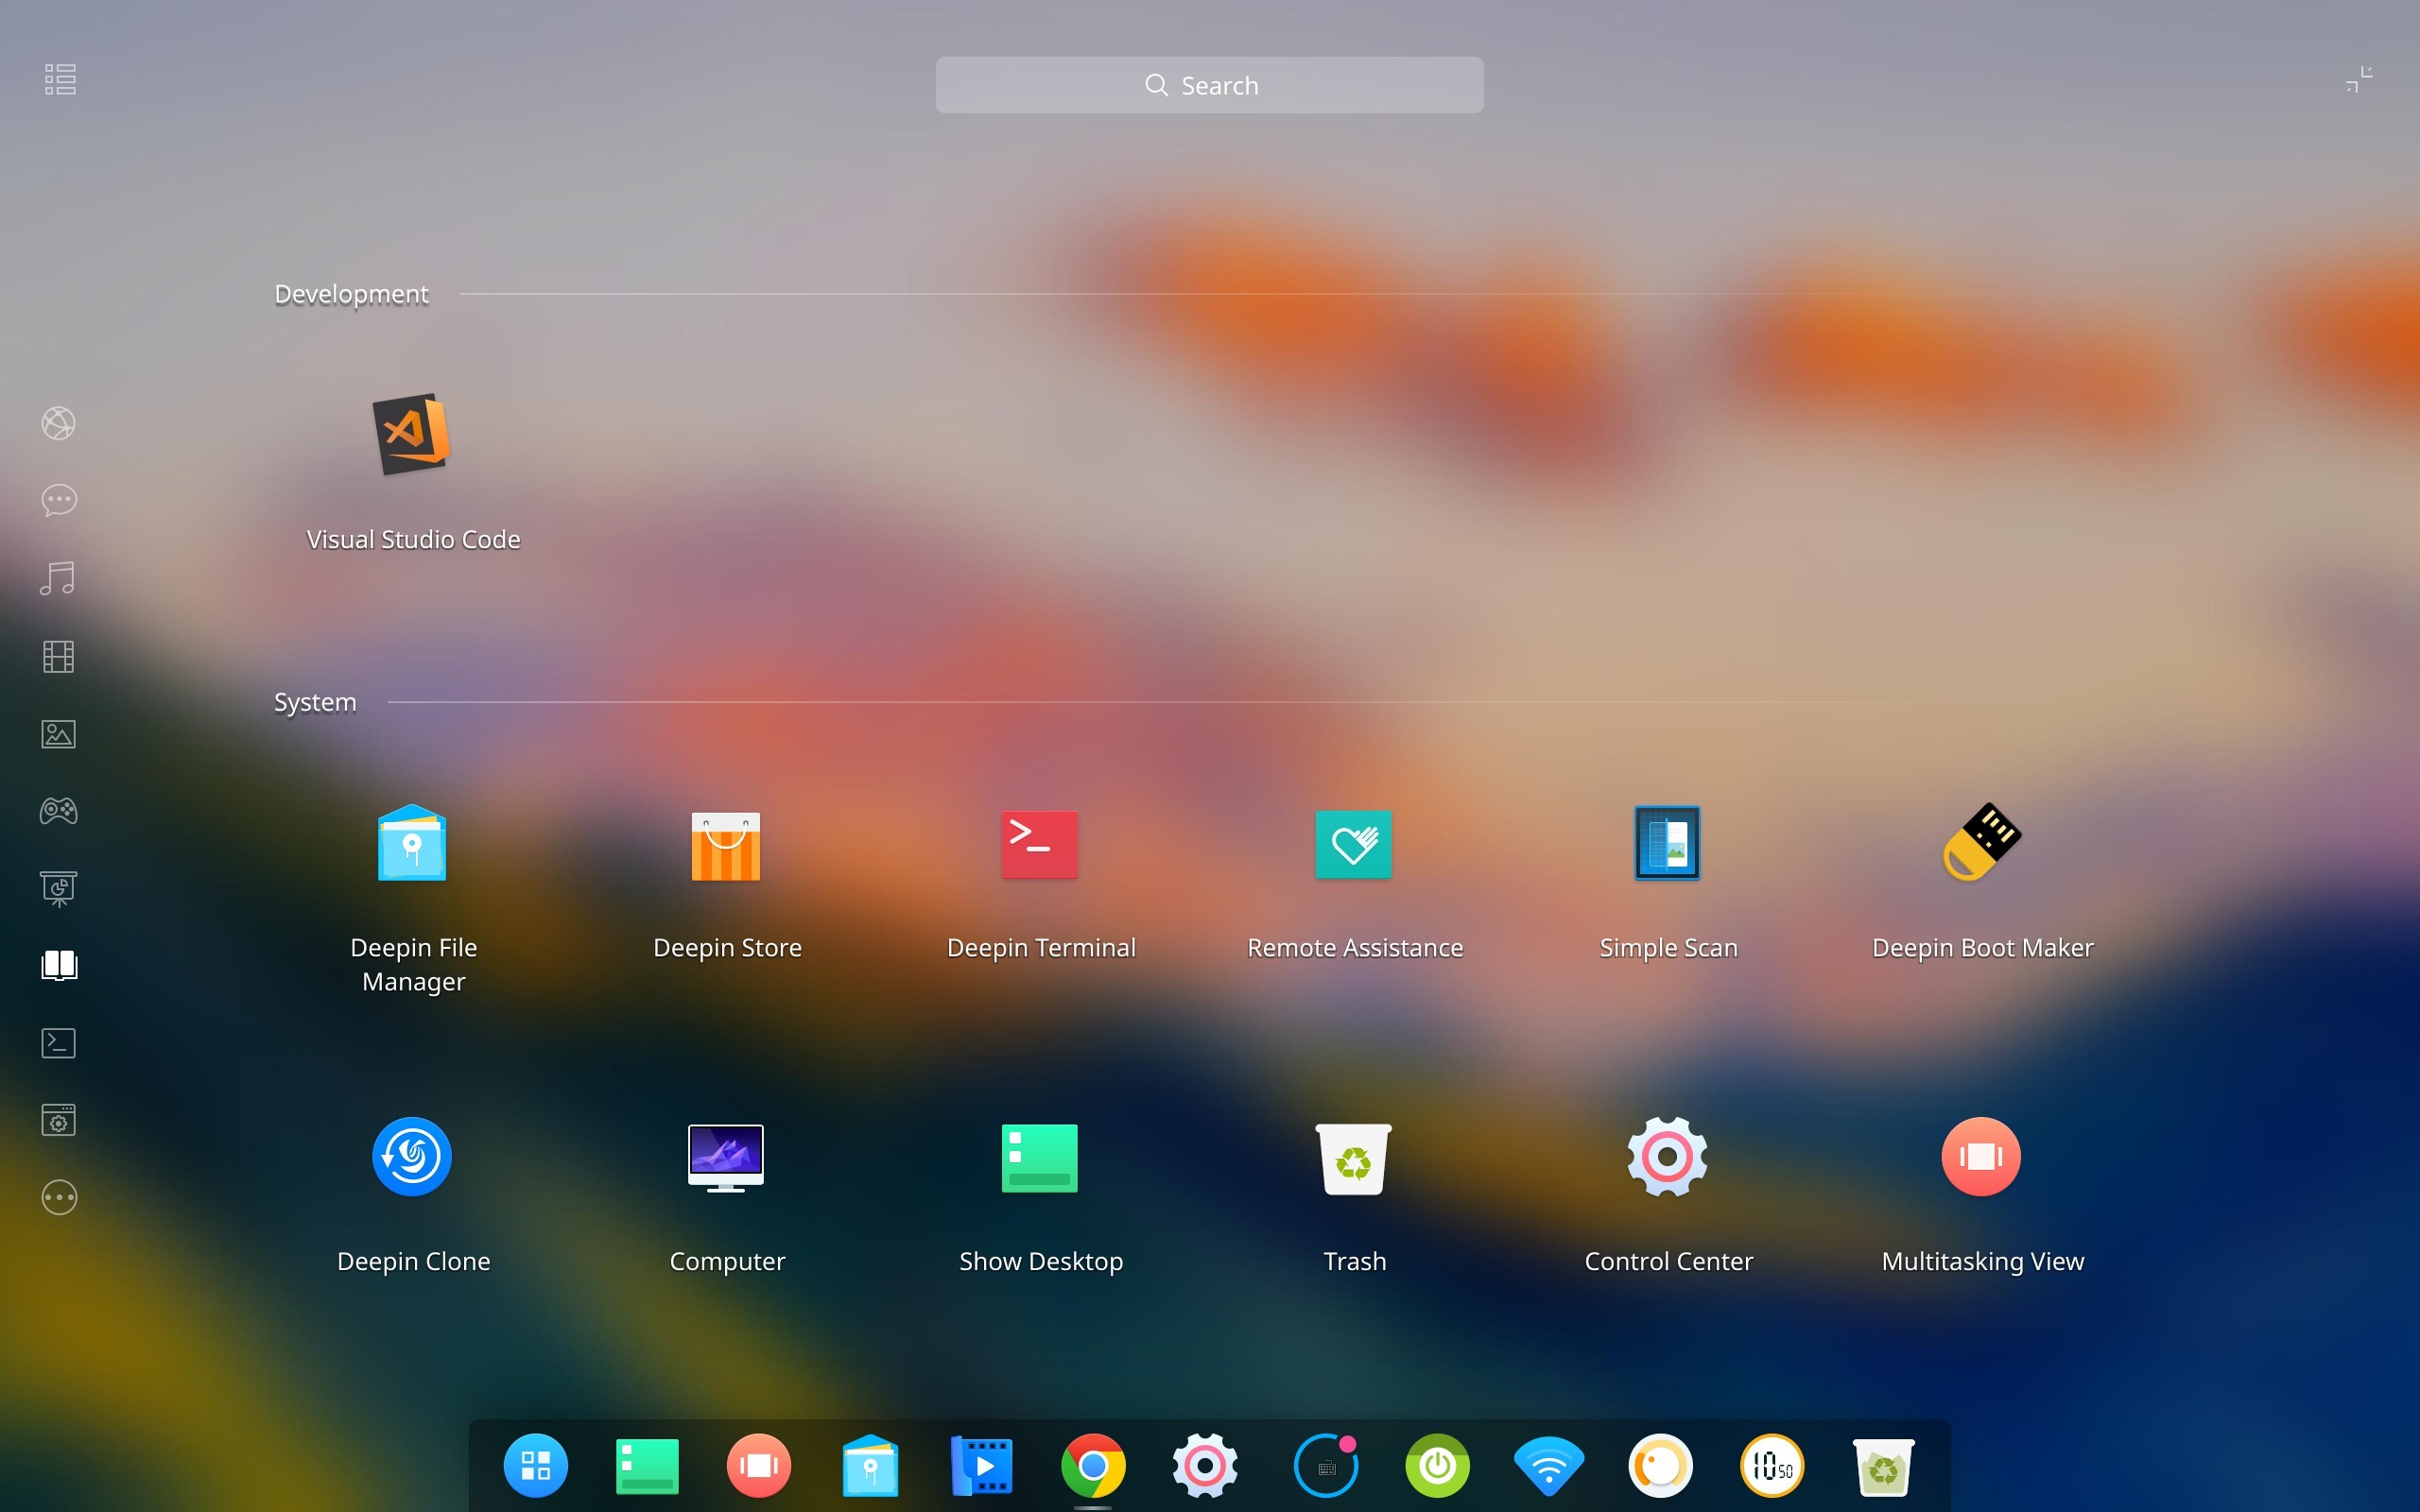 Search
Development
Visual Studio Code
System
Deepin File
Manager
Deepin Store
Deepin Terminal
Remote Assistance
Simple Scan
Deepin Boot Maker
Deepin Clone
Computer
Show Desktop
Trash
Control Center
Multitasking View
10 50